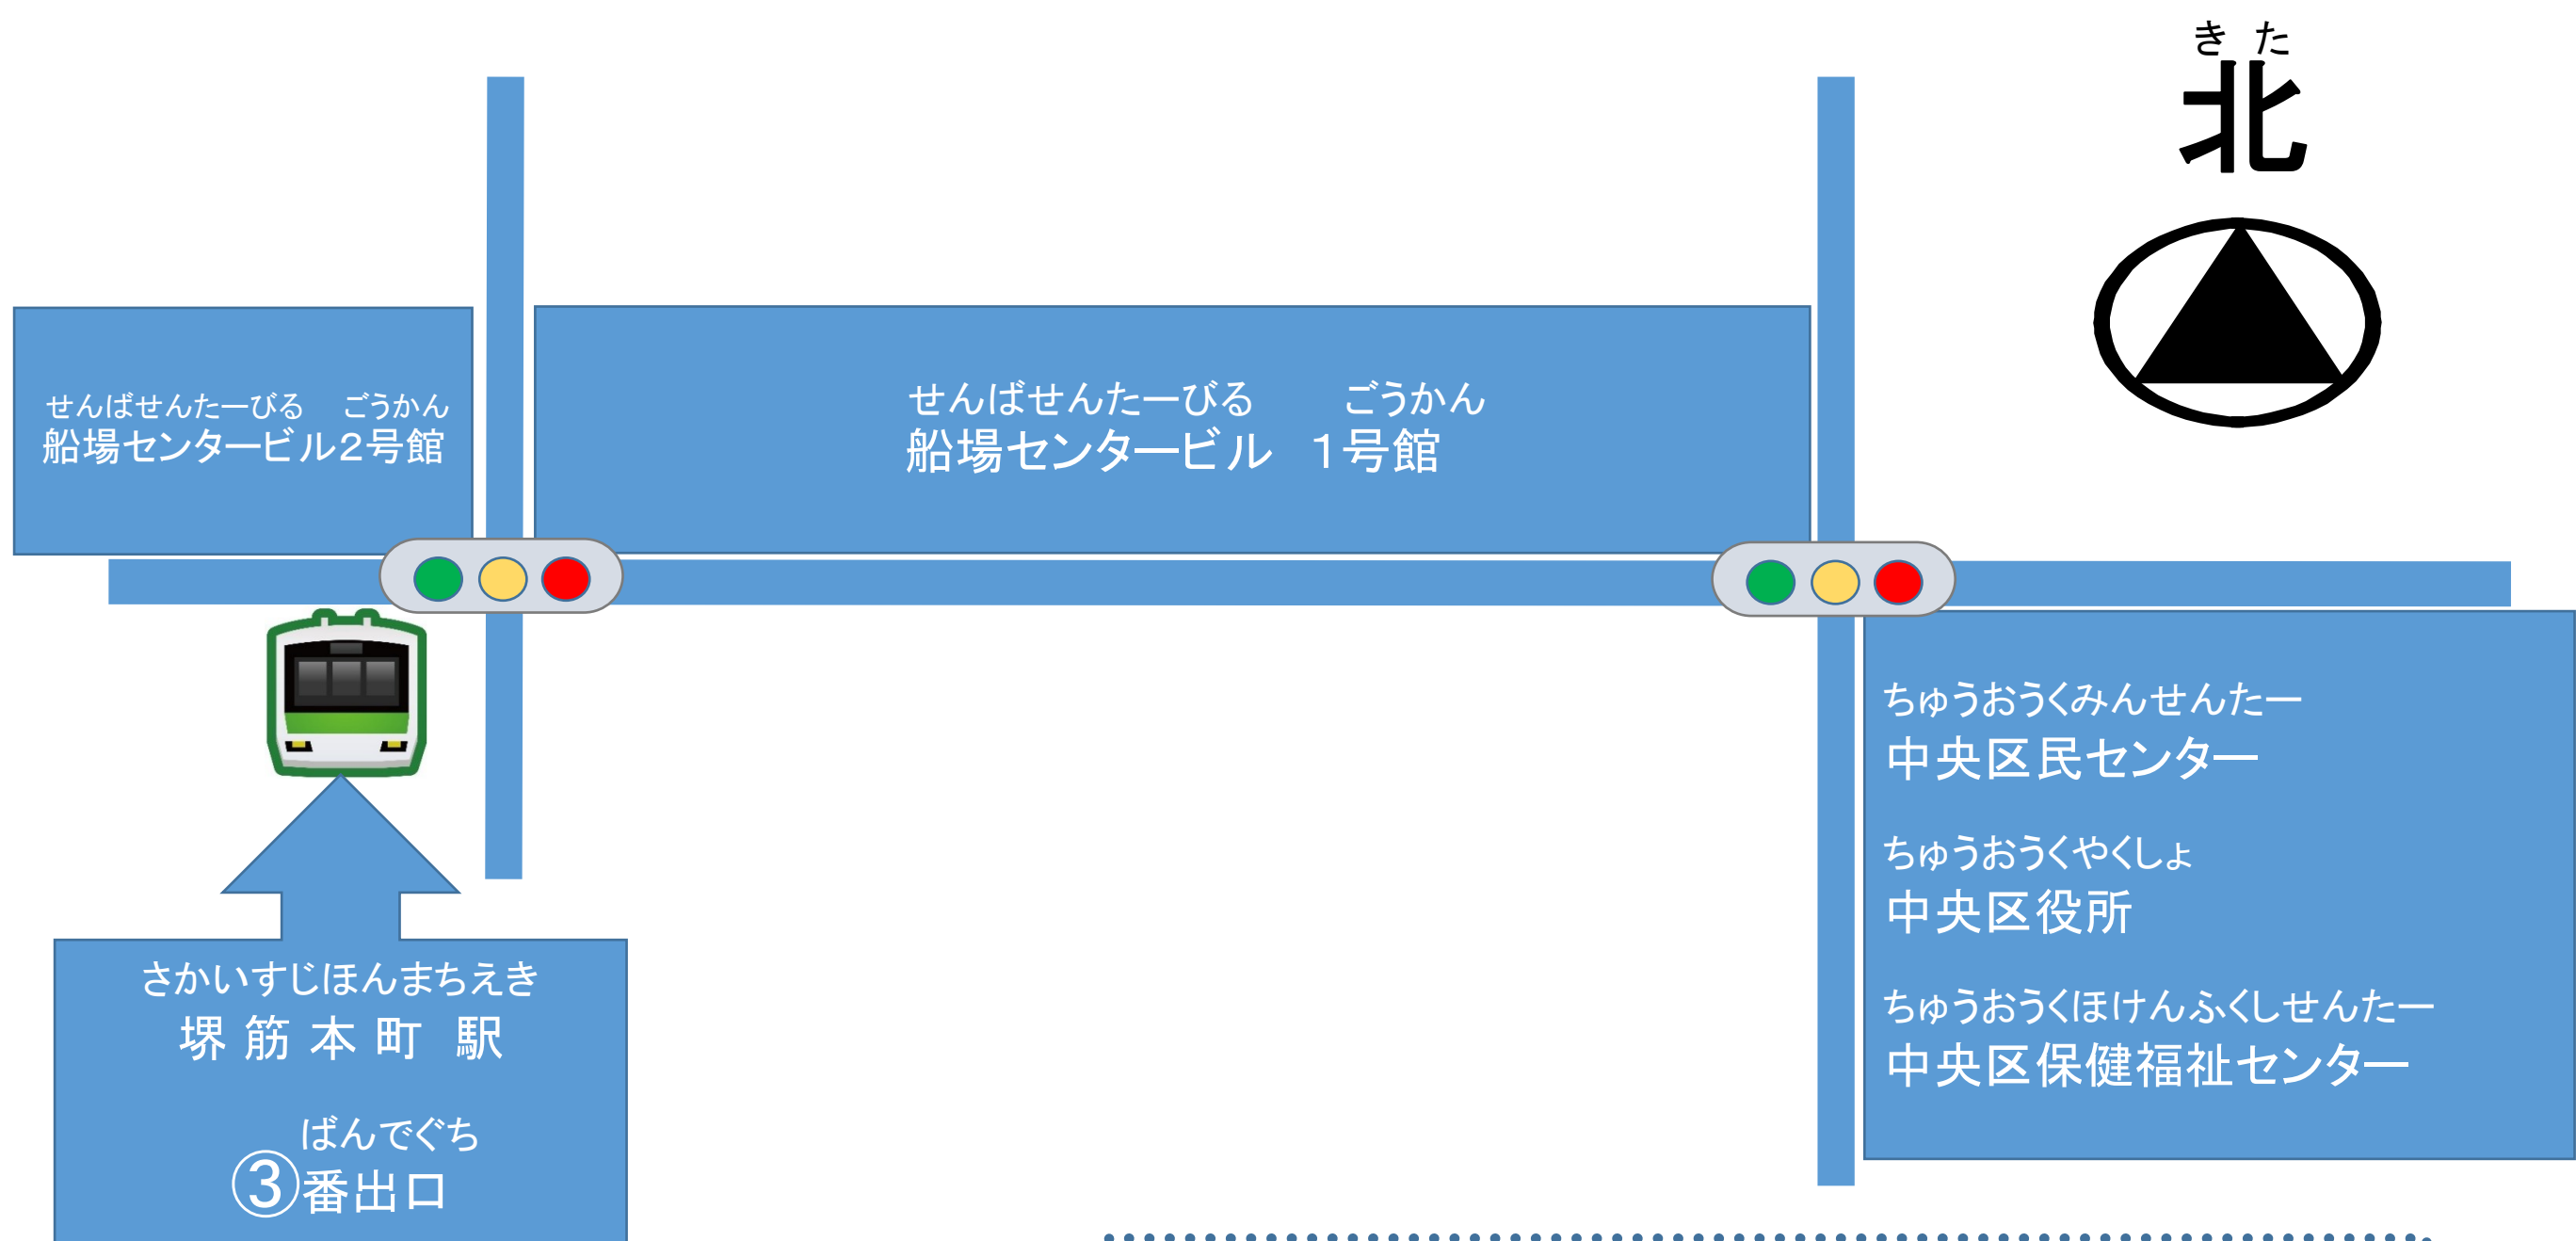 きた
北
せんばせんたーびる　ごうかん
船場センタービル２号館
せんばせんたーびる　ごうかん
船場センタービル　１号館
ちゅうおうくみんせんたー
中央区民センター
ちゅうおうくやくしょ
中央区役所
ちゅうおうくほけんふくしせんたー
中央区保健福祉センター
さかいすじほんまちえき
堺筋本町駅
ばんでぐち
③番出口